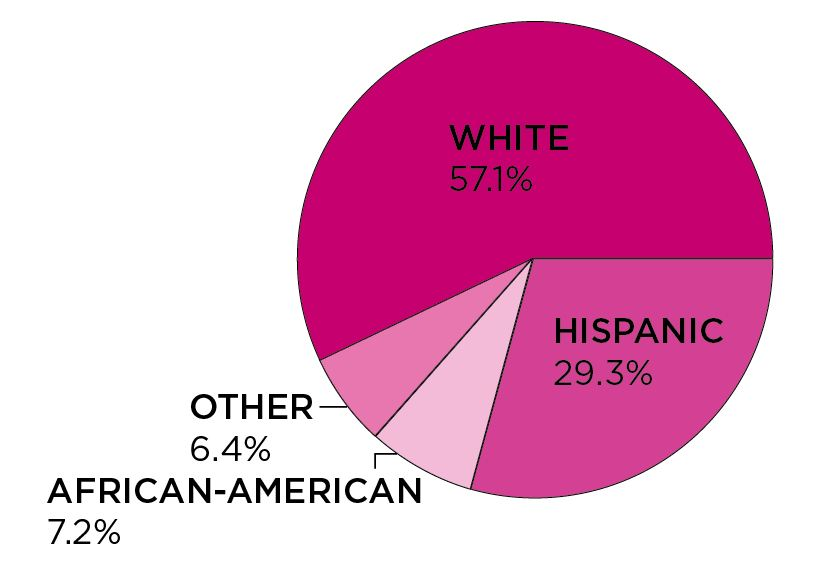 WHITE
57.1%
HISPANIC
29.3%
OTHER
6.4%
AFRICAN-AMERICAN
7.2%